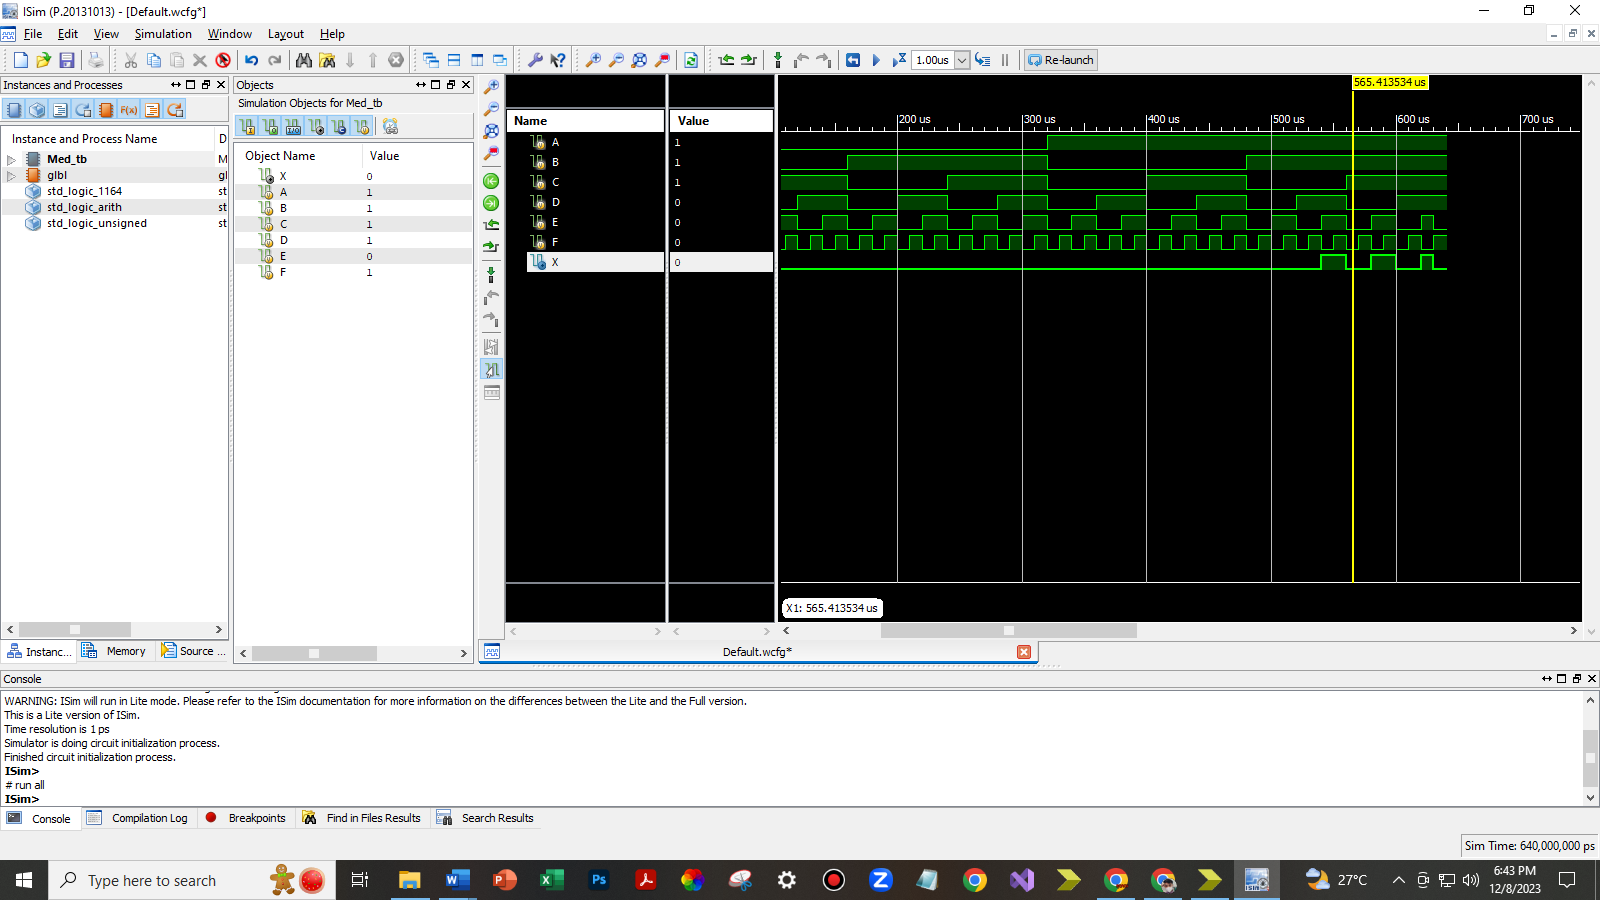 ISim (P.20131013) - [Default.wcfg*]
File Edit View Simulation Window Layout Help
1.00us Re-launch
Instances and Processes
Instance and Process Name D
Med_tb M
glbl gl
std_logic_1164 st
std_logic_arith st
std_logic_unsigned st
Instanc... Memory Source ...
Objects
Simulation Objects for Med_tb
Object Name Value
X 0
A 1
B 1
C 1
D 1
E 0
F 1
Name Value
A 1
B 1
C 1
D 0
E 0
F 0
X 0
565.413534 us
200 us 300 us 400 us 500 us 600 us 700 us
X1: 565.413534 us
Default.wcfg*
Console
WARNING: ISim will run in Lite mode. Please refer to the ISim documentation for more information on the differences between the Lite and the Full version.
This is a Lite version of ISim.
Time resolution is 1 ps
Simulator is doing circuit initialization process.
Finished circuit initialization process.
ISim>
# run all
ISim>
Console Compilation Log Breakpoints Find in Files Results Search Results
Sim Time: 640,000,000 ps
Type here to search
27°C
6:43 PM
12/8/2023